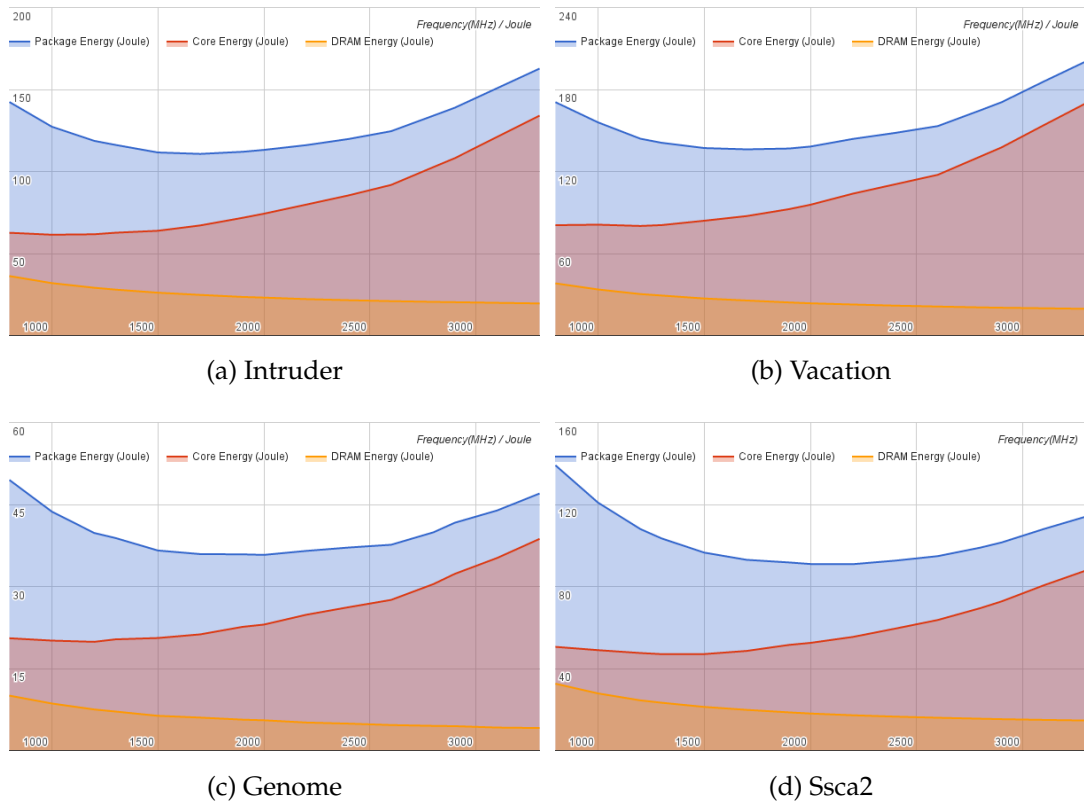 200
Frequency(MHz) / Joule
Package Energy (Joule) Core Energy (Joule) DRAM Energy (Joule)
150
100
50
1000 1500 2000 2500 3000
(a) Intruder
240
Frequency(MHz) / Joule
Package Energy (Joule) Core Energy (Joule) DRAM Energy (Joule)
180
120
60
1000 1500 2000 2500 3000
(b) Vacation
60
Frequency(MHz) / Joule
Package Energy (Joule) Core Energy (Joule) DRAM Energy (Joule)
45
30
15
1000 1500 2000 2500 3000
(c) Genome
160
Frequency(MHz)
Package Energy (Joule) Core Energy (Joule) DRAM Energy (Joule)
120
80
40
1000 1500 2000 2500 3000
(d) Ssca2